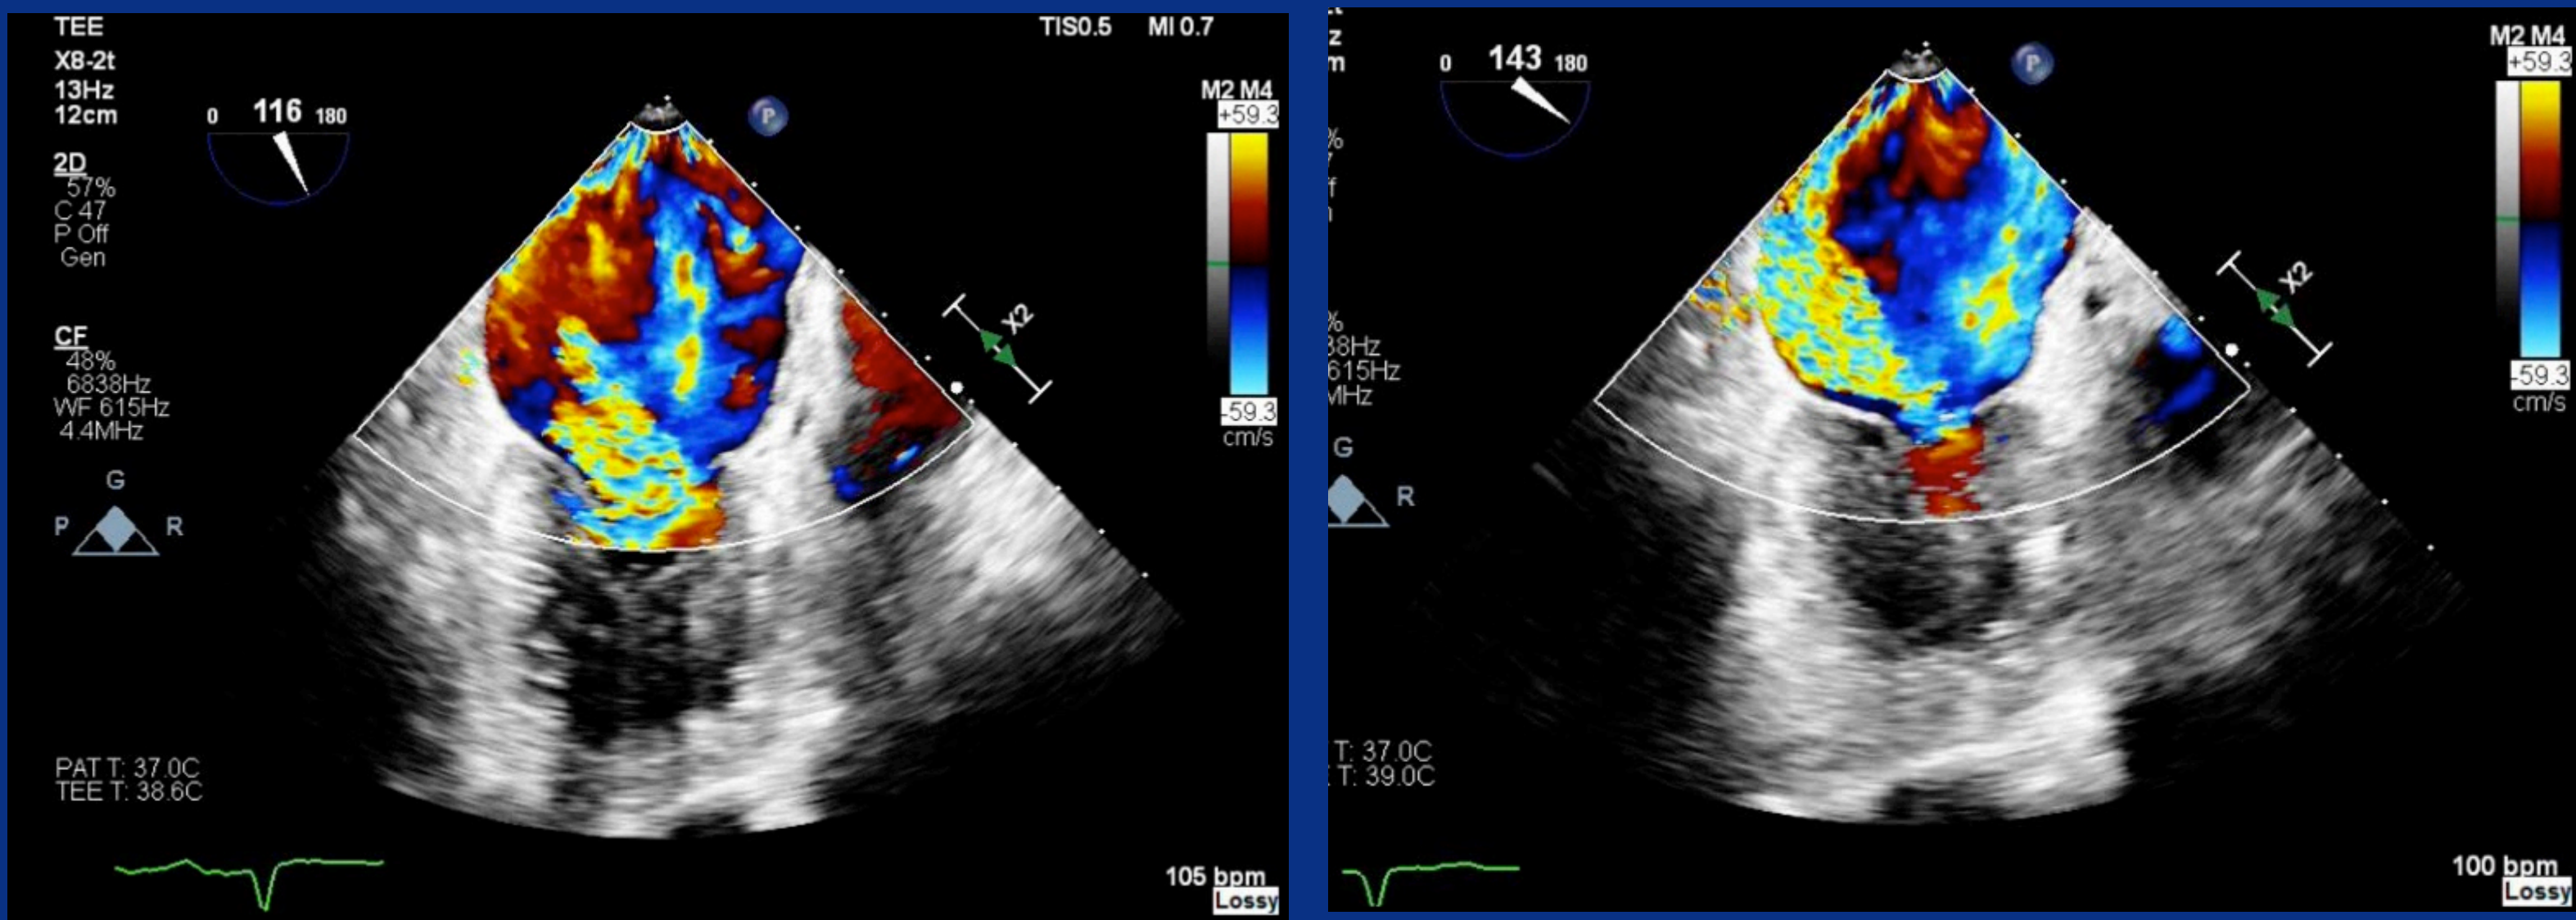 TEE
X8-2t
13Hz
12cm
2D
57%
C 47
P Off
Gen
CF
48%
6838Hz
WF 615Hz
4.4MHz
0 116 180
P
TIS0.5 MI 0.7
M2 M4
+59.3
-59.3
cm/s
X2
G
P R
PAT T: 37.0C
TEE T: 38.6C
105 bpm
Lossy
z
m
0 143 180
P
M2 M4
+59.3
-59.3
cm/s
%
%
38Hz
615Hz
MHz
X2
G
R
T: 37.0C
T: 39.0C
100 bpm
Lossy